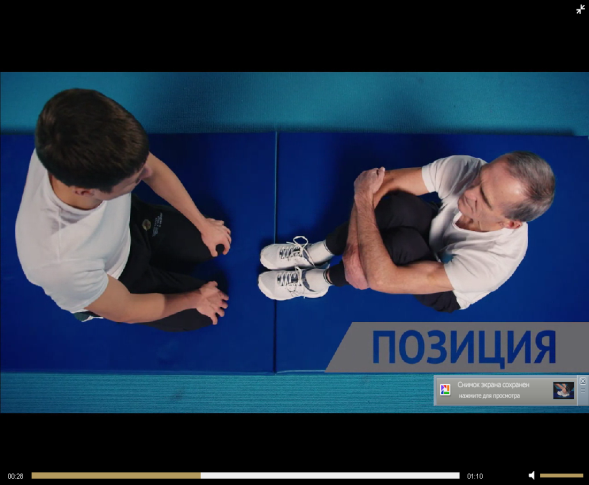 ПОЗИЦИЯ
Снимок экрана сохранен
нажмите для просмотра
00:28
01:10